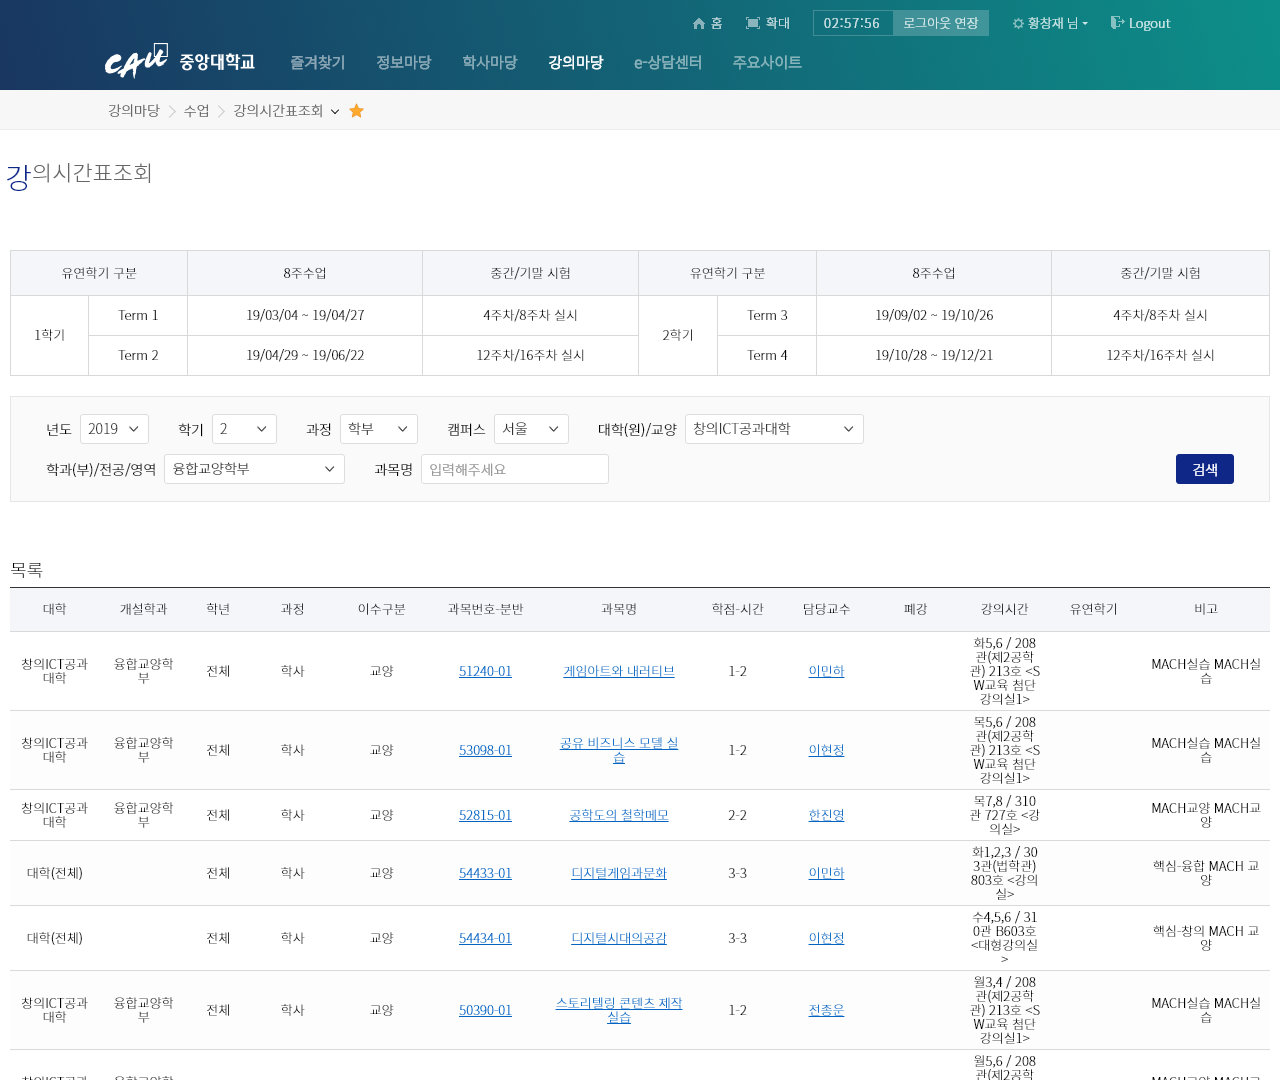 홈 확대 02:57:56 로그아웃 연장 황창재 님 Logout
CAU 중앙대학교 즐겨찾기 정보마당 학사마당 강의마당 e-상담센터 주요사이트
강의마당 수업 강의시간표조회
강의시간표조회
유연학기 구분 8주수업 중간/기말 시험 유연학기 구분 8주수업 중간/기말 시험
1학기 Term 1 19/03/04 ~ 19/04/27 4주차/8주차 실시 2학기 Term 3 19/09/02 ~ 19/10/26 4주차/8주차 실시
Term 2 19/04/29 ~ 19/06/22 12주차/16주차 실시 Term 4 19/10/28 ~ 19/12/21 12주차/16주차 실시
년도 2019 학기 2 과정 학부 캠퍼스 서울 대학(원)/교양 창의ICT공과대학
학과(부)/전공/영역 융합교양학부 과목명 입력해주세요 검색
목록
대학 개설학과 학년 과정 이수구분 과목번호-분반 과목명 학점-시간 담당교수 폐강 강의시간 유연학기 비고
창의ICT공과
대학
융합교양학
부
전체 학사 교양 51240-01 게임아트와 내러티브 1-2 이민하
화5,6 / 208
관(제2공학
관) 213호 <S
W교육 첨단
강의실1>
MACH실습 MACH실
습
창의ICT공과
대학
융합교양학
부
전체 학사 교양 53098-01
공유 비즈니스 모델 실
습
1-2 이현정
목5,6 / 208
관(제2공학
관) 213호 <S
W교육 첨단
강의실1>
MACH실습 MACH실
습
창의ICT공과
대학
융합교양학
부
전체 학사 교양 52815-01 공학도의 철학메모 2-2 한진영
목7,8 / 310
관 727호 <강
의실>
MACH교양 MACH교
양
대학(전체) 전체 학사 교양 54433-01 디지털게임과문화 3-3 이민하
화1,2,3 / 30
3관(법학관)
803호 <강의
실>
핵심-융합 MACH 교
양
대학(전체) 전체 학사 교양 54434-01 디지털시대의공감 3-3 이현정
수4,5,6 / 31
0관 B603호
<대형강의실
>
핵심-창의 MACH 교
양
창의ICT공과
대학
융합교양학
부
전체 학사 교양 50390-01
스토리텔링 콘텐츠 제작
실습
1-2 전종운
월3,4 / 208
관(제2공학
관) 213호 <S
W교육 첨단
강의실1>
MACH실습 MACH실
습
월5,6 / 208
관(제2공학